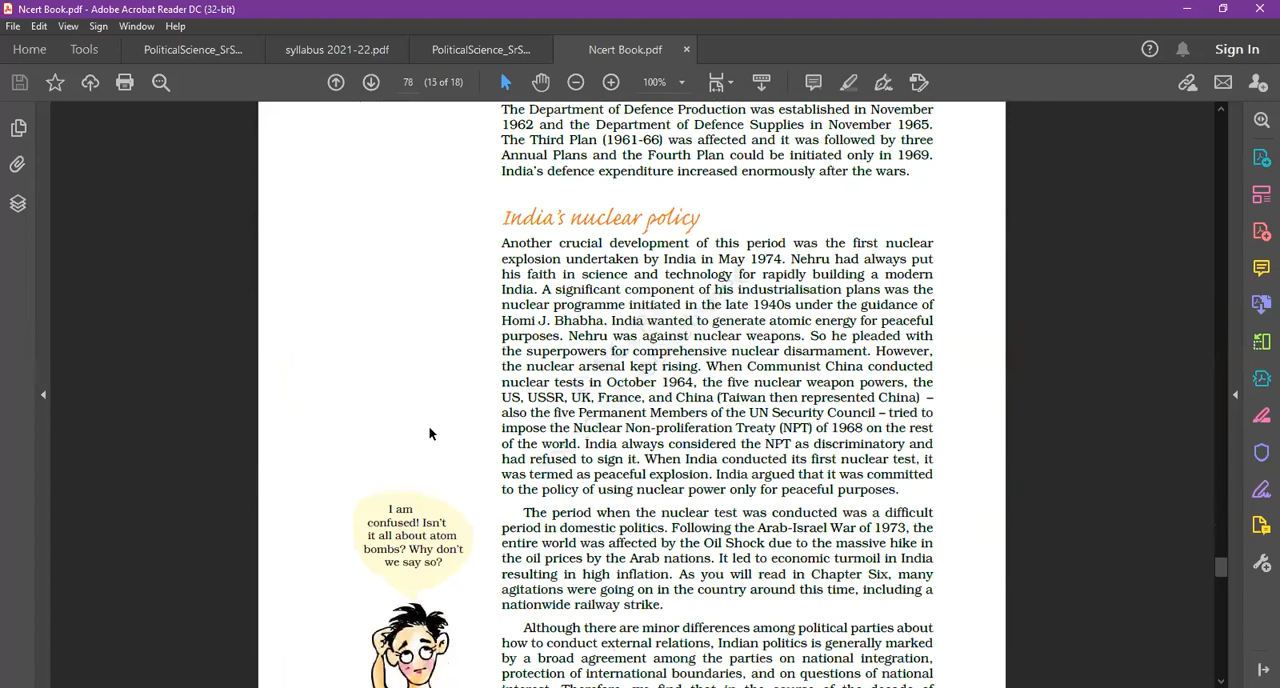 Ncert Book.pdf - Adobe Acrobat Reader DC (32-bit)
File Edit View Sign Window Help
Home Tools PoliticalScience_SrS... syllabus 2021-22.pdf PoliticalScience_SrS... Ncert Book.pdf × Sign In
78 (15 of 18) 100%
The Department of Defence Production was established in November
1962 and the Department of Defence Supplies in November 1965.
The Third Plan (1961-66) was affected and it was followed by three
Annual Plans and the Fourth Plan could be initiated only in 1969.
India's defence expenditure increased enormously after the wars.
India's nuclear policy
Another crucial development of this period was the first nuclear
explosion undertaken by India in May 1974. Nehru had always put
his faith in science and technology for rapidly building a modern
India. A significant component of his industrialisation plans was the
nuclear programme initiated in the late 1940s under the guidance of
Homi J. Bhabha. India wanted to generate atomic energy for peaceful
purposes. Nehru was against nuclear weapons. So he pleaded with
the superpowers for comprehensive nuclear disarmament. However,
the nuclear arsenal kept rising. When Communist China conducted
nuclear tests in October 1964, the five nuclear weapon powers, the
US, USSR, UK, France, and China (Taiwan then represented China) –
also the five Permanent Members of the UN Security Council – tried to
impose the Nuclear Non-proliferation Treaty (NPT) of 1968 on the rest
of the world. India always considered the NPT as discriminatory and
had refused to sign it. When India conducted its first nuclear test, it
was termed as peaceful explosion. India argued that it was committed
to the policy of using nuclear power only for peaceful purposes.
I am
confused! Isn't
it all about atom
bombs? Why don't
we say so?
The period when the nuclear test was conducted was a difficult
period in domestic politics. Following the Arab-Israel War of 1973, the
entire world was affected by the Oil Shock due to the massive hike in
the oil prices by the Arab nations. It led to economic turmoil in India
resulting in high inflation. As you will read in Chapter Six, many
agitations were going on in the country around this time, including a
nationwide railway strike.
Although there are minor differences among political parties about
how to conduct external relations, Indian politics is generally marked
by a broad agreement among the parties on national integration,
protection of international boundaries, and on questions of national
interest. Therefore, we find that in the course of the decade of